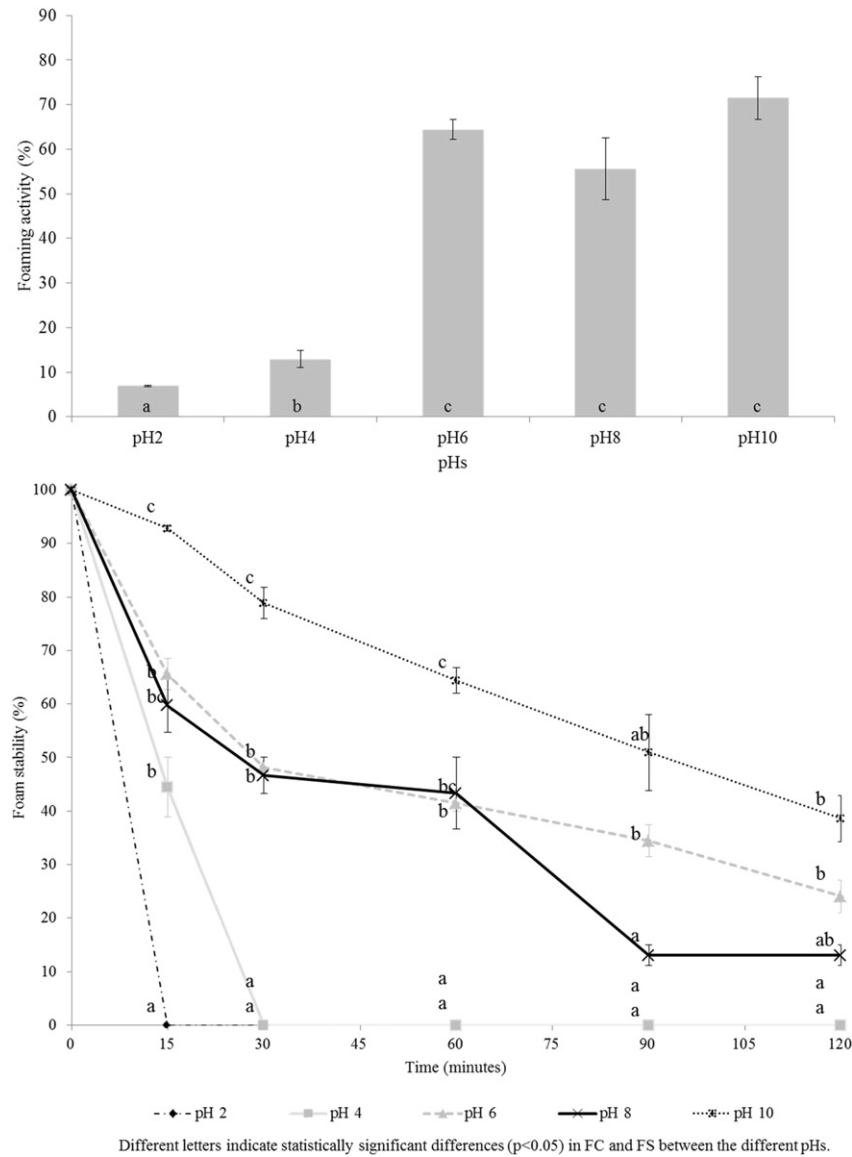 90
80
70
60
50
40
30
20
10
0
Foaming activity (%)
a b c c c
pH2 pH4 pH6 pH8 pH10
pHs
100
90
80
70
60
50
40
30
20
10
0
Foam stability (%)
c
c
b
bc
c
b
b
b
bc
b
ab
b
b
b
a
ab
a
a
a
a
a
a
a
a
a
a
0 15 30 45 60 75 90 105 120
Time (minutes)
pH 2 pH 4 pH 6 pH 8 pH 10
Different letters indicate statistically significant differences (p<0.05) in FC and FS between the different pHs.